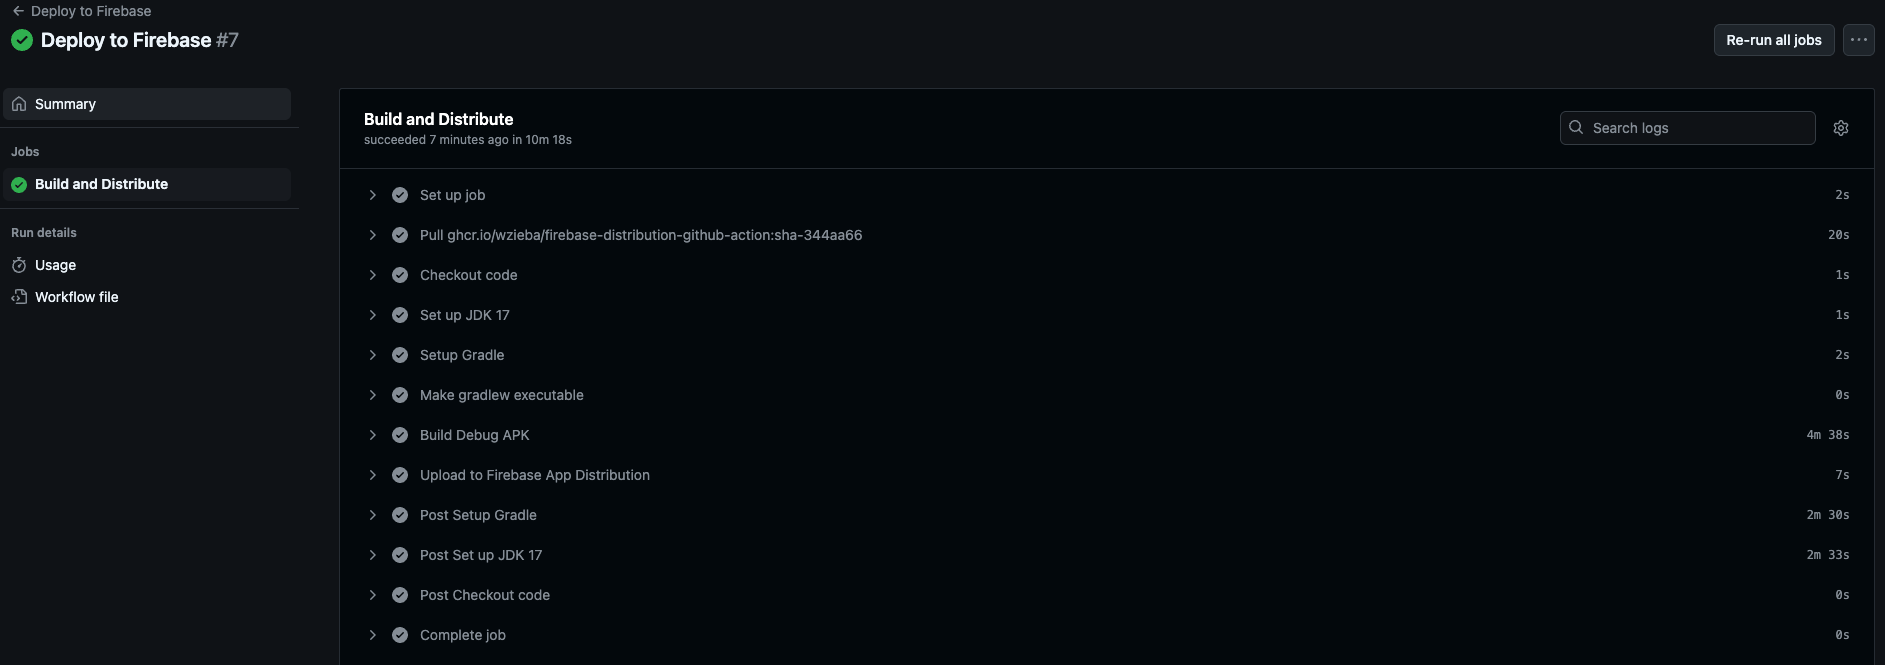 Deploy to Firebase
Deploy to Firebase #7
Re-run all jobs
Summary
Jobs
Build and Distribute
Run details
Usage
Workflow file
Build and Distribute
succeeded 7 minutes ago in 10m 18s
Search logs
Set up job 2s
Pull ghcr.io/wzieba/firebase-distribution-github-action:sha-344aa66 20s
Checkout code 1s
Set up JDK 17 1s
Setup Gradle 2s
Make gradlew executable 0s
Build Debug APK 4m 38s
Upload to Firebase App Distribution 7s
Post Setup Gradle 2m 30s
Post Set up JDK 17 2m 33s
Post Checkout code 0s
Complete job 0s